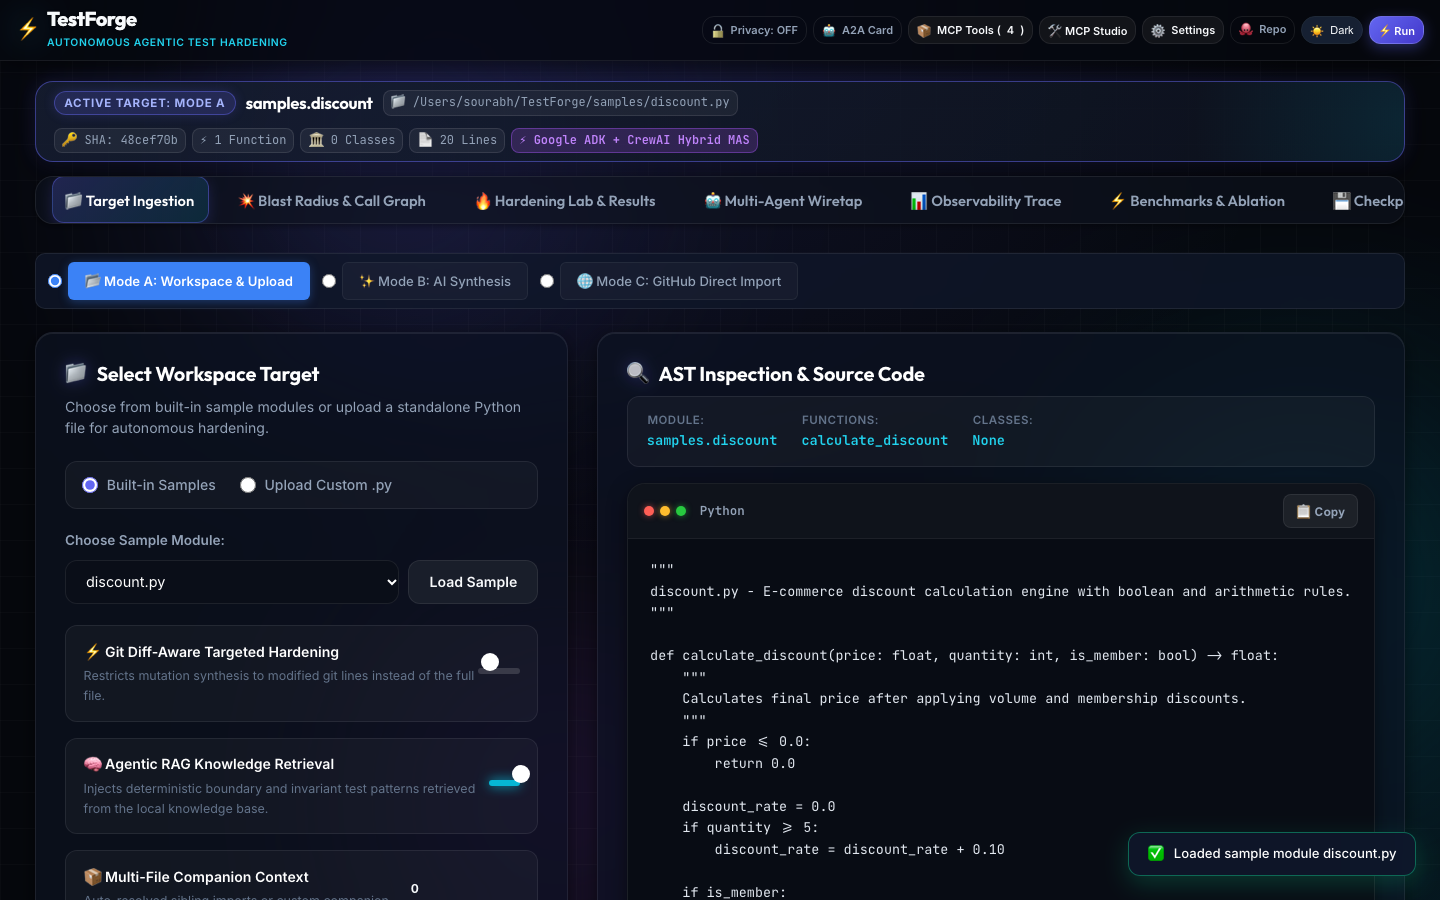 TestForge
AUTONOMOUS AGENTIC TEST HARDENING
Privacy: OFF
A2A Card
MCP Tools ( 4 )
MCP Studio
Settings
Repo
Dark
Run
ACTIVE TARGET: MODE A
samples.discount
/Users/sourabh/TestForge/samples/discount.py
SHA: 48cef70b
1 Function
0 Classes
20 Lines
Google ADK + CrewAI Hybrid MAS
Target Ingestion
Blast Radius & Call Graph
Hardening Lab & Results
Multi-Agent Wiretap
Observability Trace
Benchmarks & Ablation
Checkp
Mode A: Workspace & Upload
Mode B: AI Synthesis
Mode C: GitHub Direct Import
Select Workspace Target
Choose from built-in sample modules or upload a standalone Python
file for autonomous hardening.
Built-in Samples
Upload Custom .py
Choose Sample Module:
discount.py
Load Sample
Git Diff-Aware Targeted Hardening
Restricts mutation synthesis to modified git lines instead of the full
file.
Agentic RAG Knowledge Retrieval
Injects deterministic boundary and invariant test patterns retrieved
from the local knowledge base.
Multi-File Companion Context
0
Auto-resolved sibling imports or custom companion
AST Inspection & Source Code
MODULE:
samples.discount
FUNCTIONS:
calculate_discount
CLASSES:
None
Python
Copy
"""
discount.py - E-commerce discount calculation engine with boolean and arithmetic rules.
"""
def calculate_discount(price: float, quantity: int, is_member: bool) -> float:
"""
Calculates final price after applying volume and membership discounts.
"""
if price <= 0.0:
return 0.0
discount_rate = 0.0
if quantity >= 5:
discount_rate = discount_rate + 0.10
if is_member:
Loaded sample module discount.py